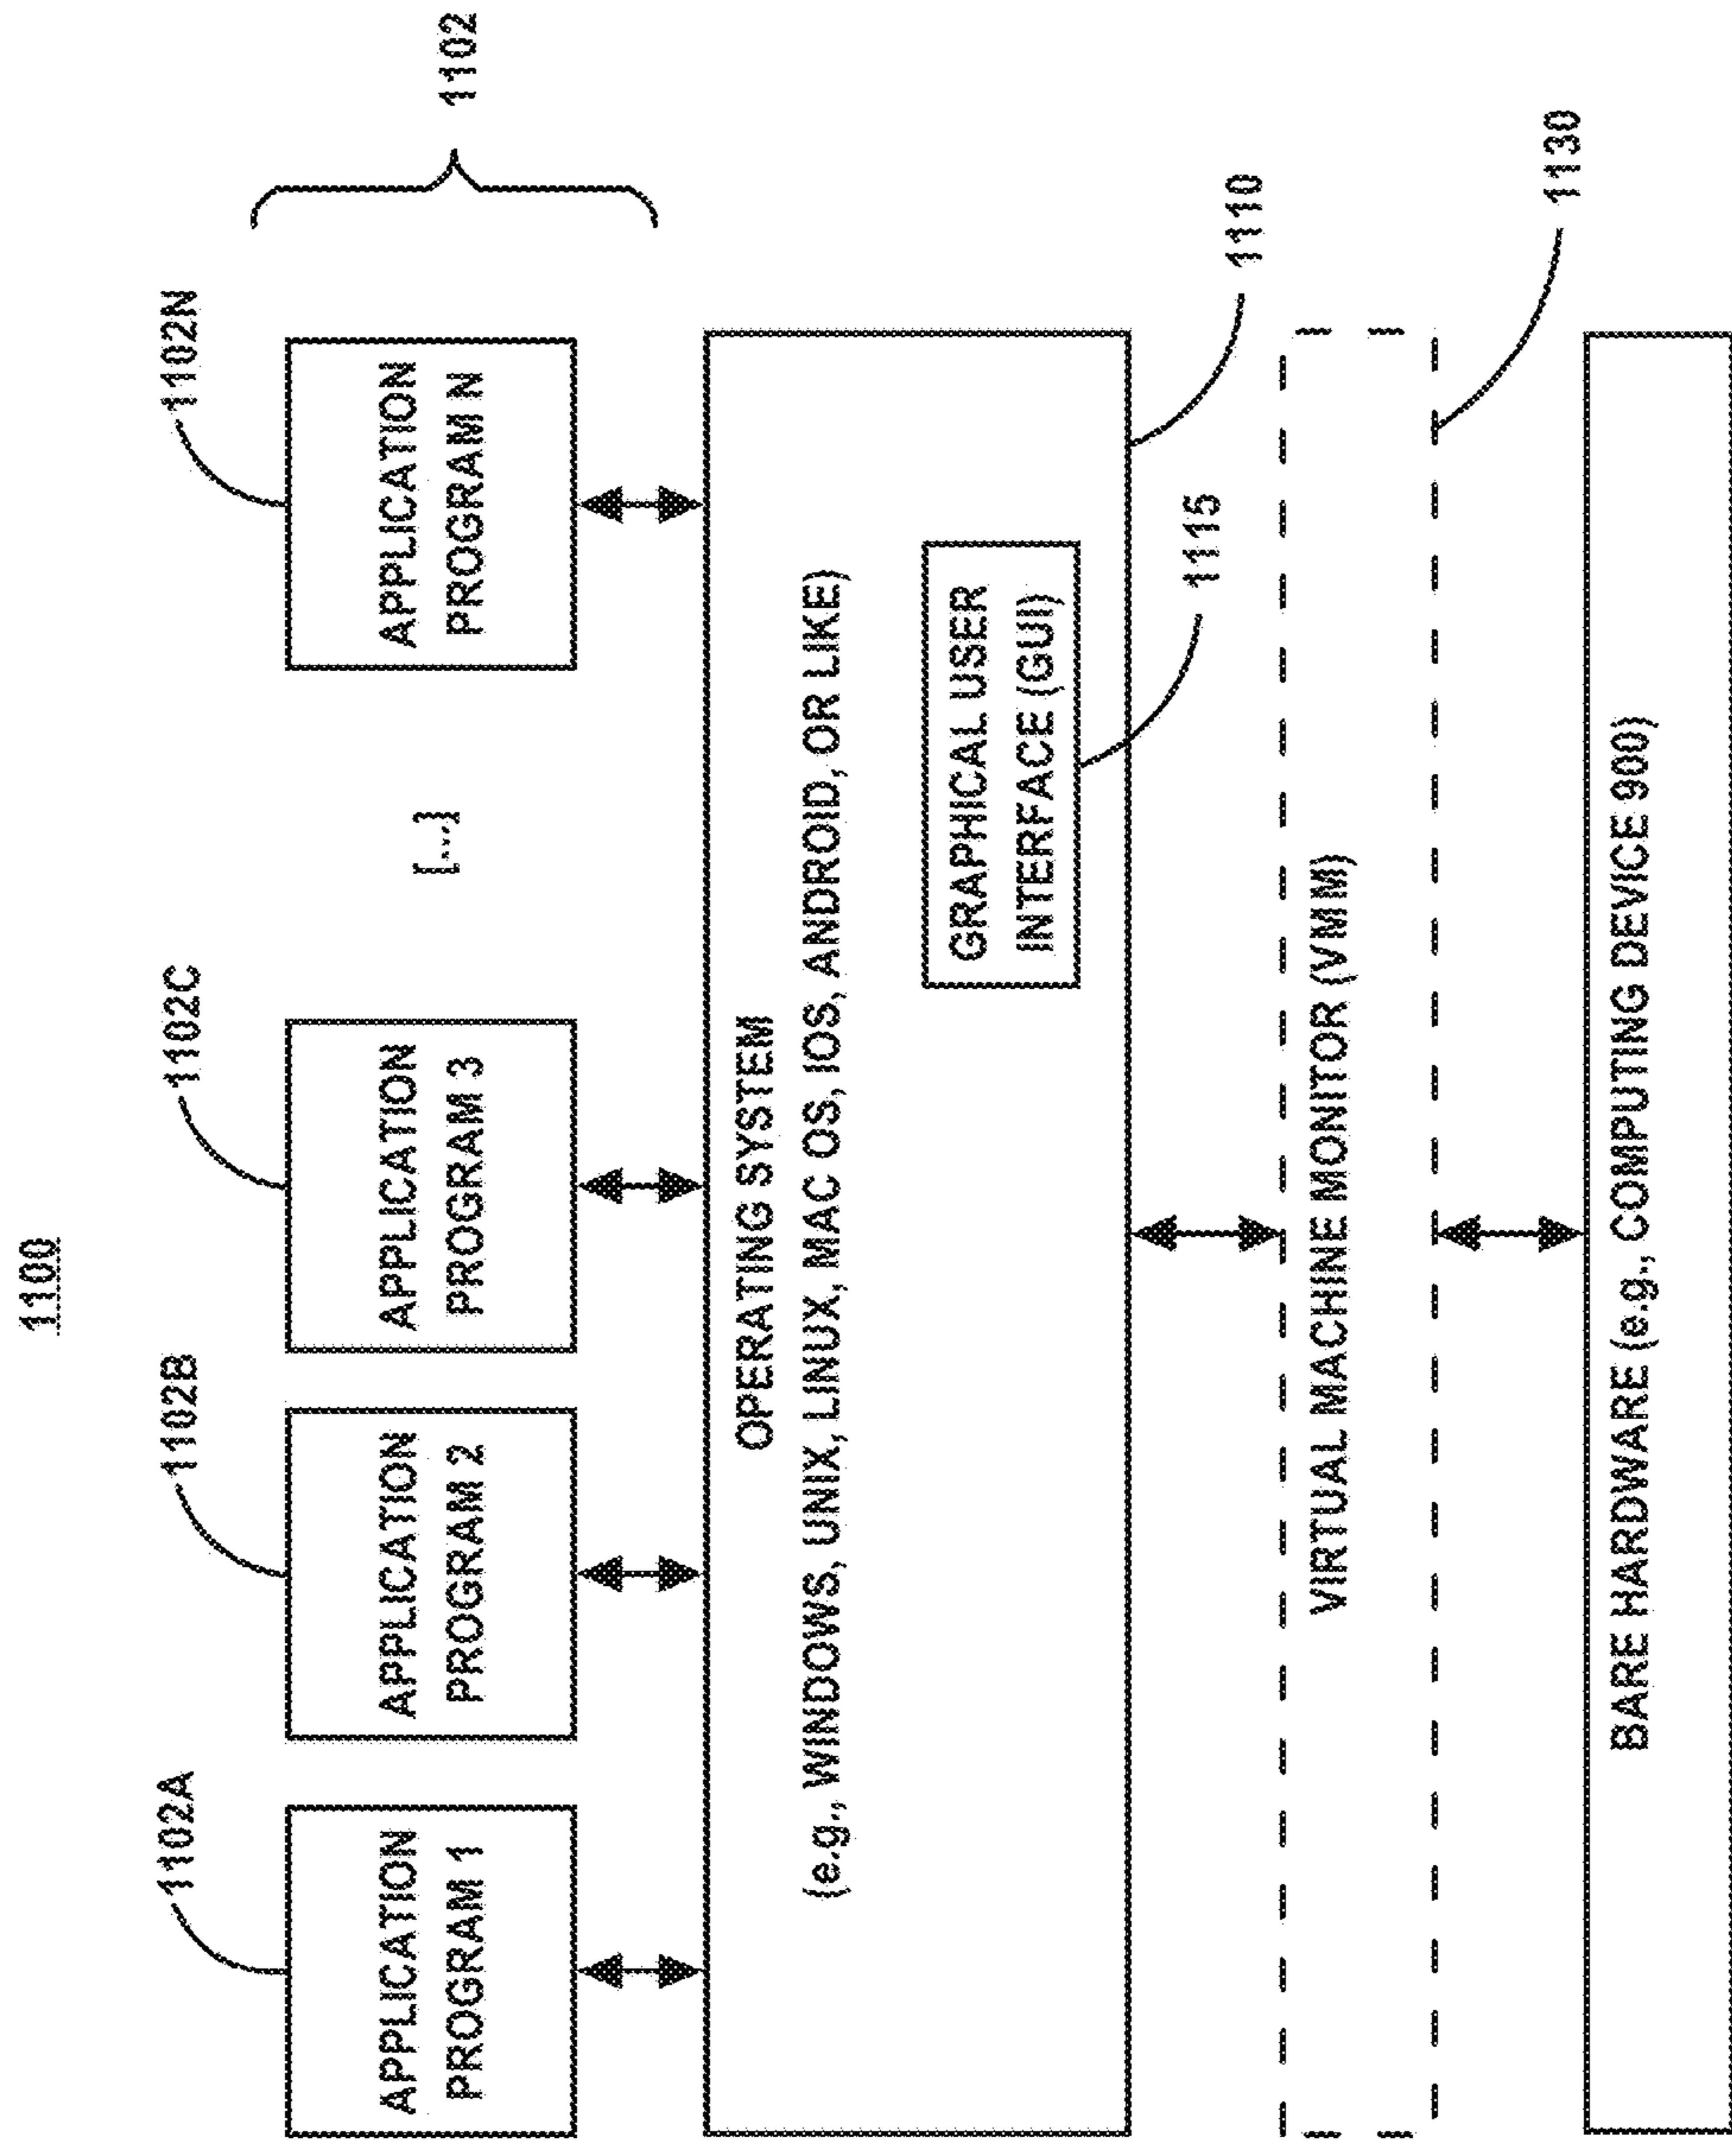 1100
1102A
1102B
1102C
1102N
APPLICATION
PROGRAM 1
APPLICATION
PROGRAM 2
APPLICATION
PROGRAM 3
[...]
APPLICATION
PROGRAM N
1102
OPERATING SYSTEM
(e.g., WINDOWS, UNIX, LINUX, MAC OS, IOS, ANDROID, OR LIKE)
GRAPHICAL USER
INTERFACE (GUI)
1115
1110
VIRTUAL MACHINE MONITOR (VMM)
1130
BARE HARDWARE (e.g., COMPUTING DEVICE 900)